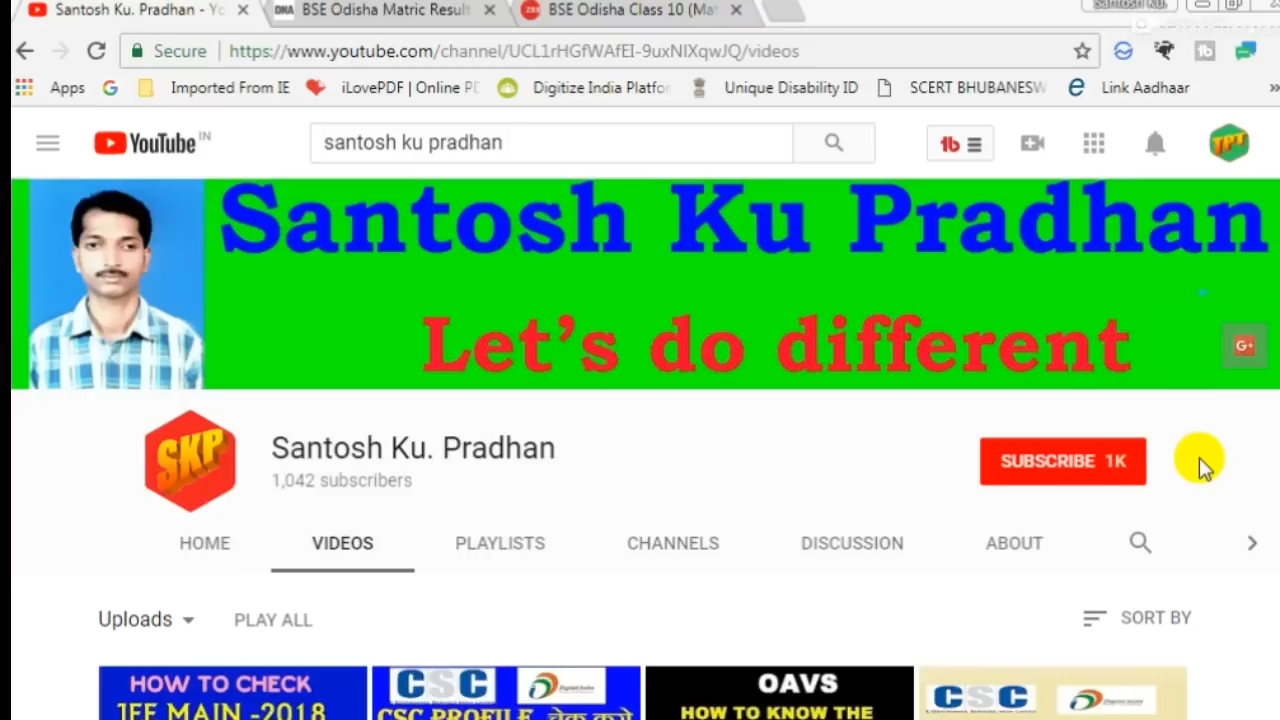 Santosh Ku. Pradhan - Yo
BSE Odisha Matric Result
BSE Odisha Class 10 (Mat
Secure
https://www.youtube.com/channel/UCL1rHGfWAfEI-9uxNIXqwJQ/videos
Apps
Imported From IE
iLovePDF | Online PD
Digitize India Platfor
Unique Disability ID
SCERT BHUBANESW
Link Aadhaar
YouTube IN
santosh ku pradhan
TPT
Santosh Ku Pradhan
Let's do different
G+
SKP
Santosh Ku. Pradhan
1,042 subscribers
SUBSCRIBE 1K
HOME
VIDEOS
PLAYLISTS
CHANNELS
DISCUSSION
ABOUT
Uploads
PLAY ALL
SORT BY
HOW TO CHECK
JEE MAIN -2018
CSC
CSC PROFILE चेक करो
OAVS
HOW TO KNOW THE
CSC